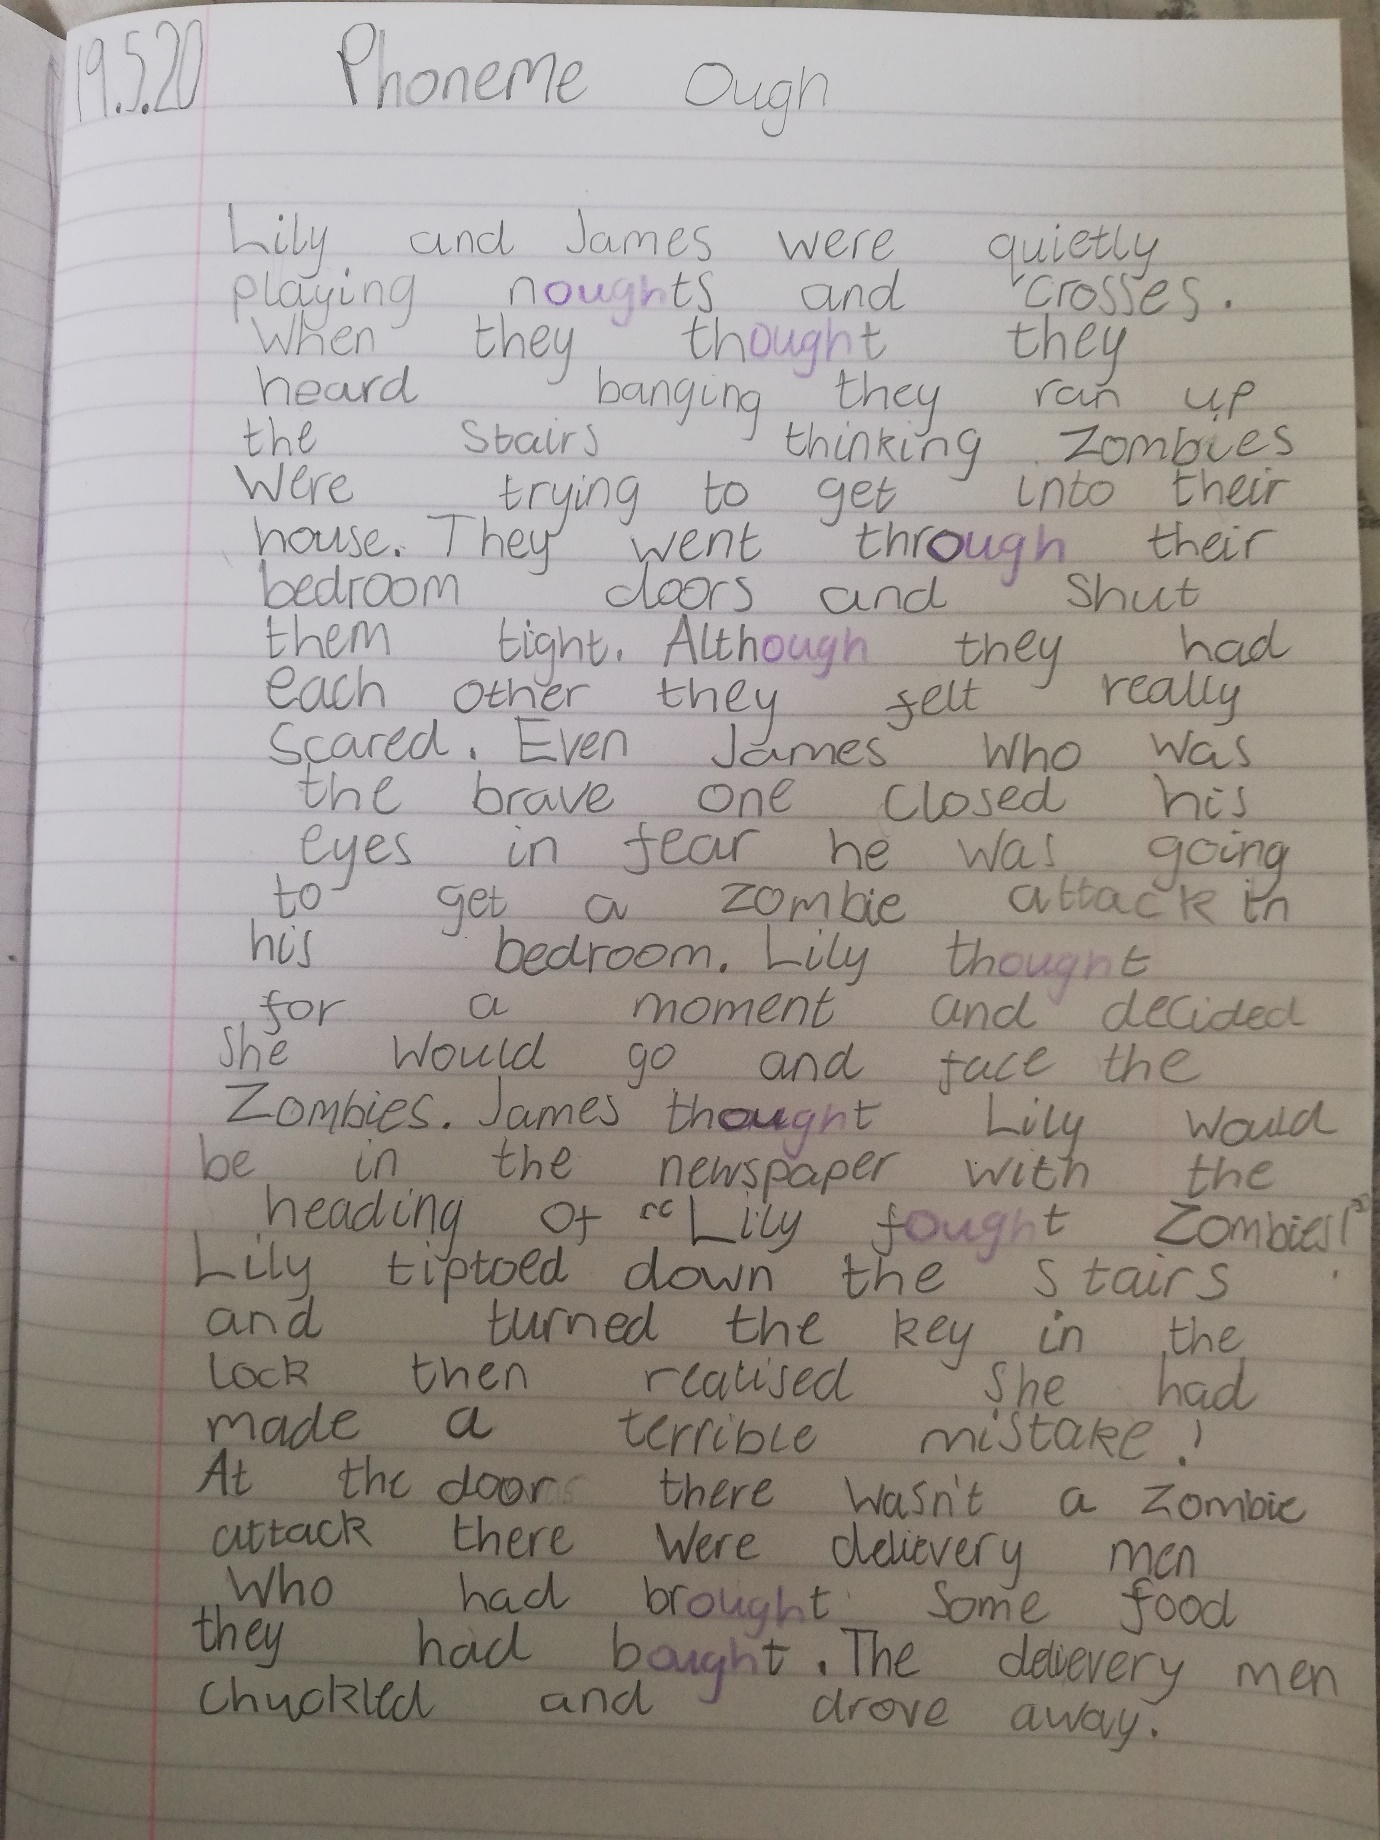 19.5.20 Phoneme Ough
Lily and James were quietly
playing noughts and crosses.
When they thought they
heard banging they ran up
the stairs thinking zombies
were trying to get into their
house. They went through their
bedroom doors and shut
them tight. Although they had
each other they felt really
scared. Even James who was
the brave one closed his
eyes in fear he was going
to get a zombie attack in
his bedroom. Lily thought
for a moment and decided
she would go and face the
Zombies. James thought Lily would
be in the newspaper with the
heading of "Lily fought Zombies!"
Lily tiptoed down the stairs
and turned the key in the
lock then realised she had
made a terrible mistake!
At the door there wasn't a zombie
attack there were delievery men
who had brought some food
they had bought. The delievery men
chuckled and drove away.